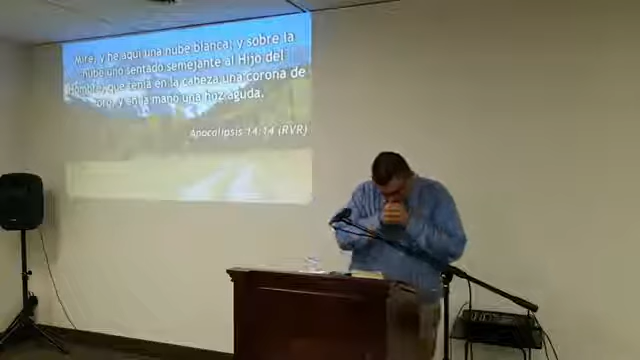 Miré, y he aquí una nube blanca; y sobre la
nube uno sentado semejante al Hijo del
Hombre, que tenía en la cabeza una corona de
oro, y en la mano una hoz aguda.
Apocalipsis 14:14 (RVR)